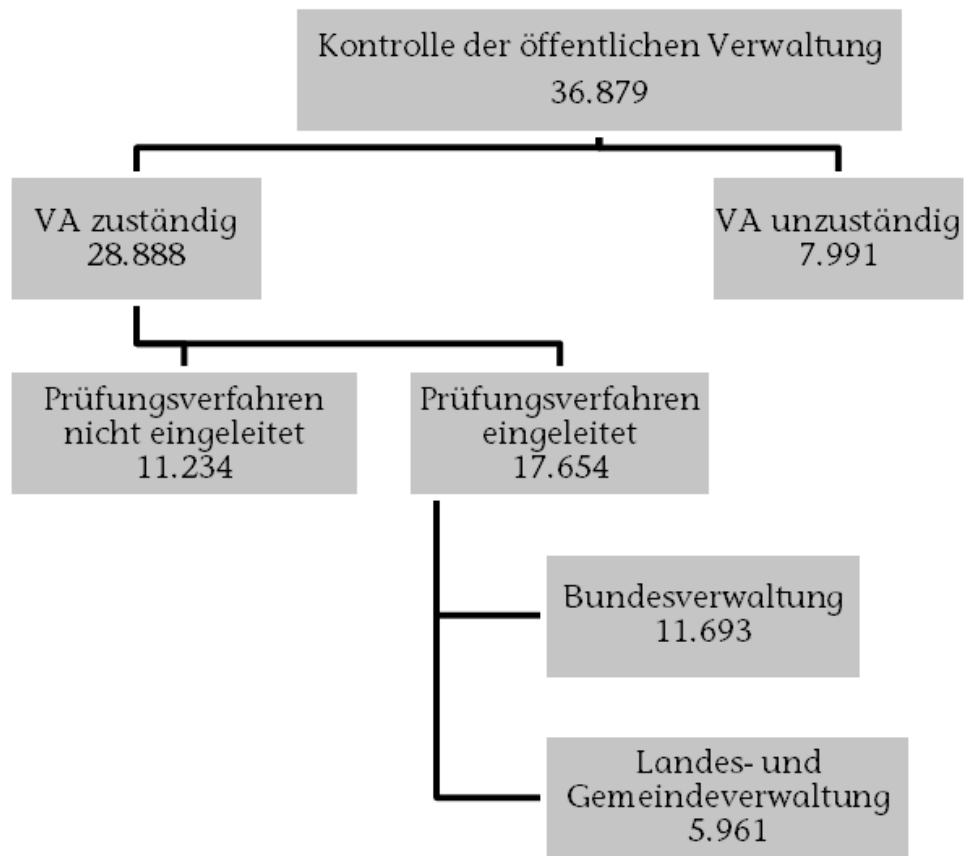 Kontrolle der öffentlichen Verwaltung
36.879
VA zuständig
28.888
VA unzuständig
7.991
Prüfungsverfahren
nicht eingeleitet
11.234
Prüfungsverfahren
eingeleitet
17.654
Bundesverwaltung
11.693
Landes- und
Gemeindeverwaltung
5.961